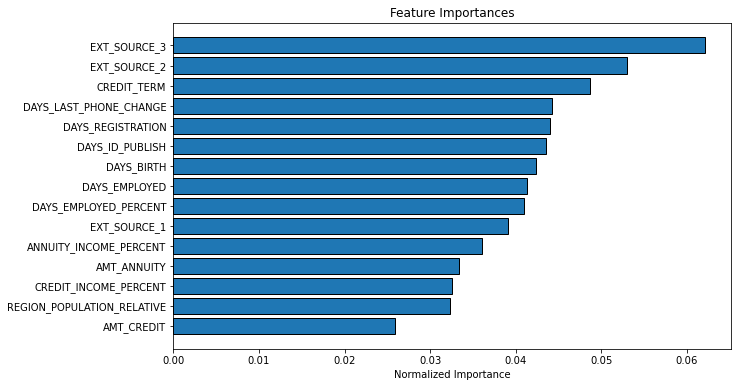 Feature Importances
EXT_SOURCE_3
EXT_SOURCE_2
CREDIT_TERM
DAYS_LAST_PHONE_CHANGE
DAYS_REGISTRATION
DAYS_ID_PUBLISH
DAYS_BIRTH
DAYS_EMPLOYED
DAYS_EMPLOYED_PERCENT
EXT_SOURCE_1
ANNUITY_INCOME_PERCENT
AMT_ANNUITY
CREDIT_INCOME_PERCENT
REGION_POPULATION_RELATIVE
AMT_CREDIT
0.00 0.01 0.02 0.03 0.04 0.05 0.06
Normalized Importance